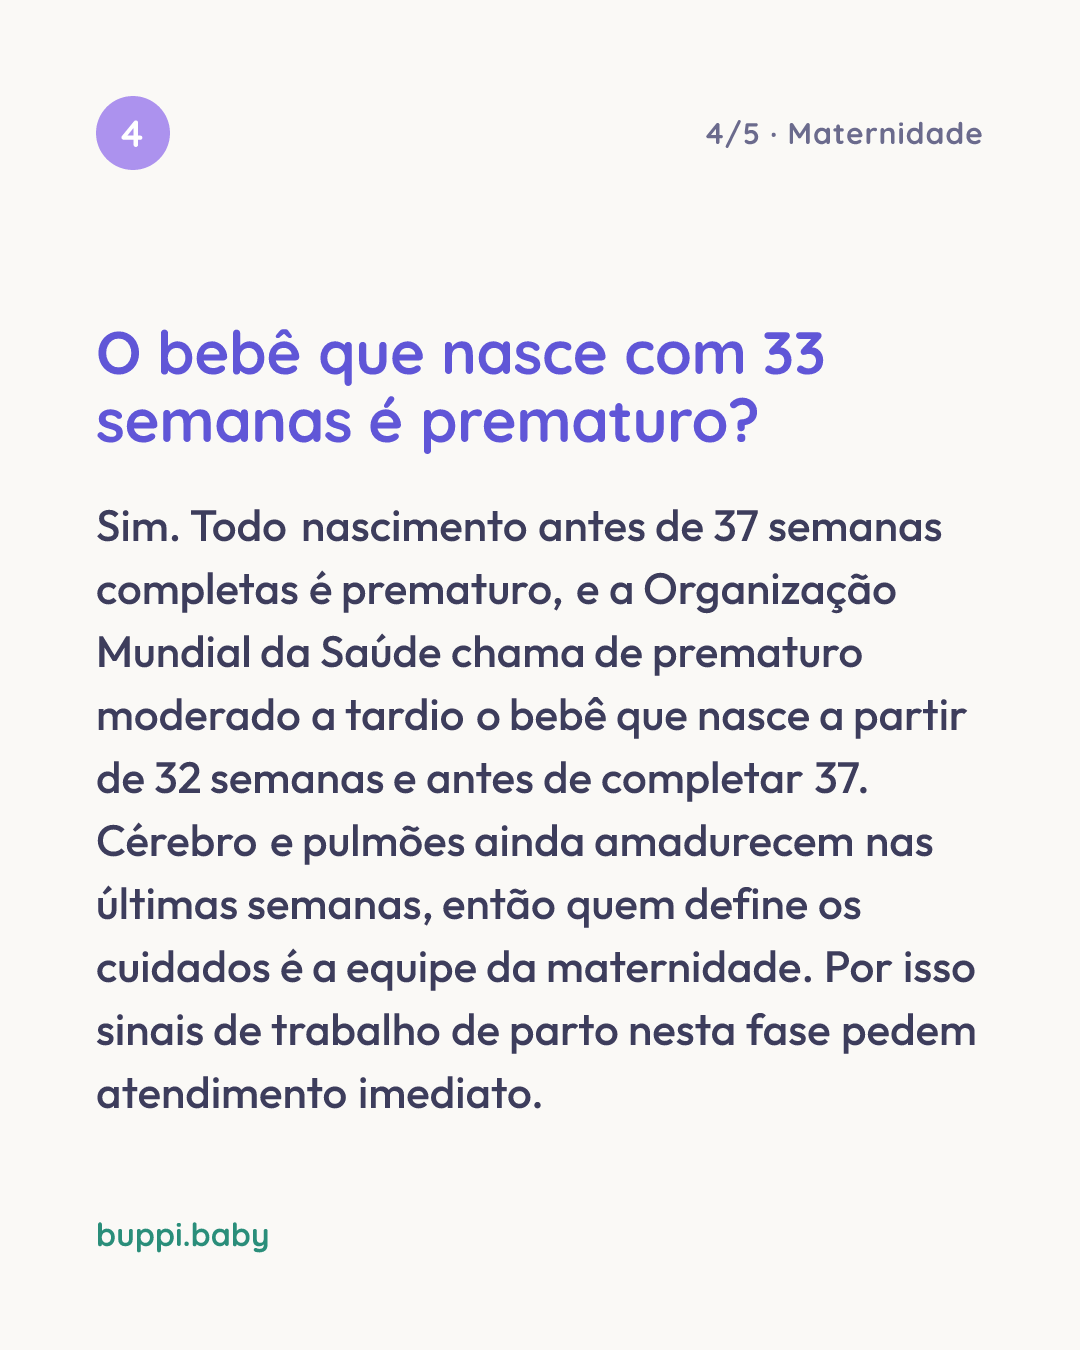 4
4/5 · Maternidade
O bebê que nasce com 33
semanas é prematuro?
Sim. Todo nascimento antes de 37 semanas
completas é prematuro, e a Organização
Mundial da Saúde chama de prematuro
moderado a tardio o bebê que nasce a partir
de 32 semanas e antes de completar 37.
Cérebro e pulmões ainda amadurecem nas
últimas semanas, então quem define os
cuidados é a equipe da maternidade. Por isso
sinais de trabalho de parto nesta fase pedem
atendimento imediato.
buppi.baby